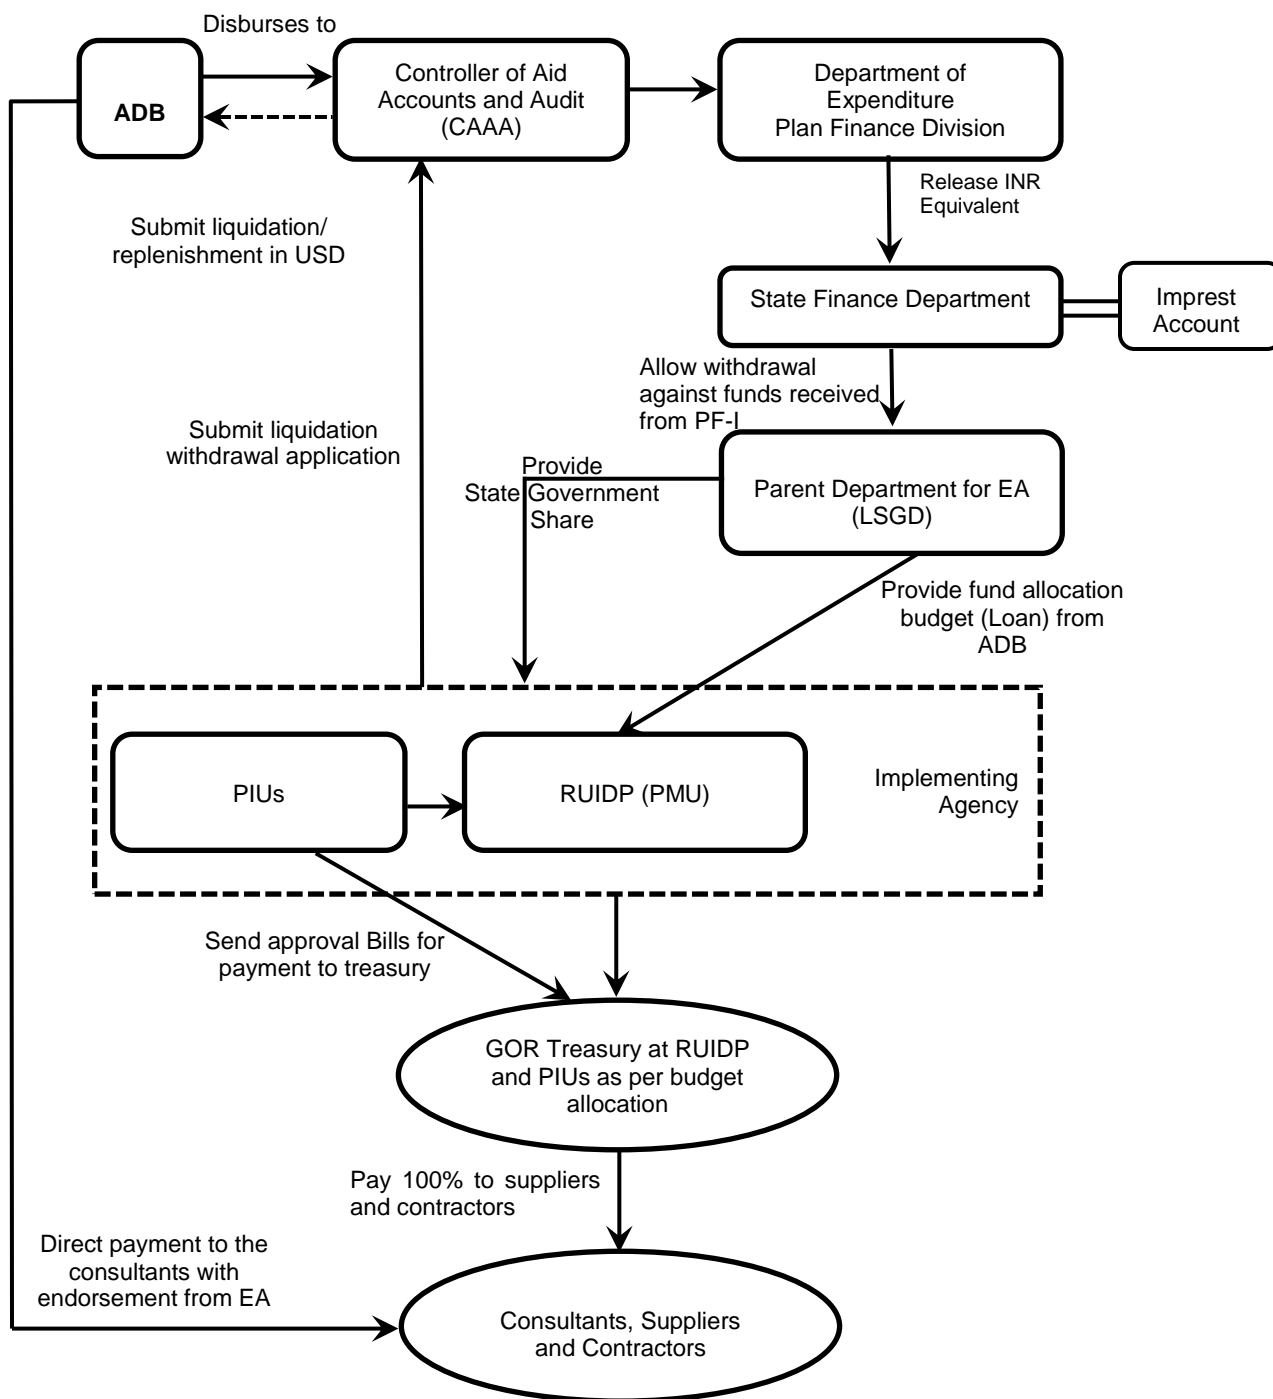 Disburses to
ADB
Controller of Aid
Accounts and Audit
(CAAA)
Department of
Expenditure
Plan Finance Division
Release INR
Equivalent
Submit liquidation/
replenishment in USD
State Finance Department
Imprest
Account
Allow withdrawal
against funds received
from PF-I
Submit liquidation
withdrawal application
Provide
State Government
Share
Parent Department for EA
(LSGD)
Provide fund allocation
budget (Loan) from
ADB
PIUs
RUIDP (PMU)
Implementing
Agency
Send approval Bills for
payment to treasury
GOR Treasury at RUIDP
and PIUs as per budget
allocation
Pay 100% to suppliers
and contractors
Direct payment to the
consultants with
endorsement from EA
Consultants, Suppliers
and Contractors